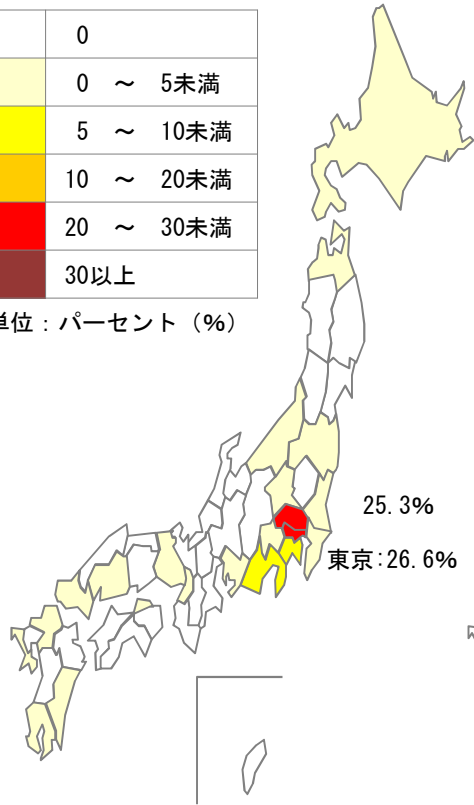 0
0 ～ 5未満
5 ～ 10未満
10 ～ 20未満
20 ～ 30未満
30以上
単位：パーセント（%）
25.3%
東京:26.6%